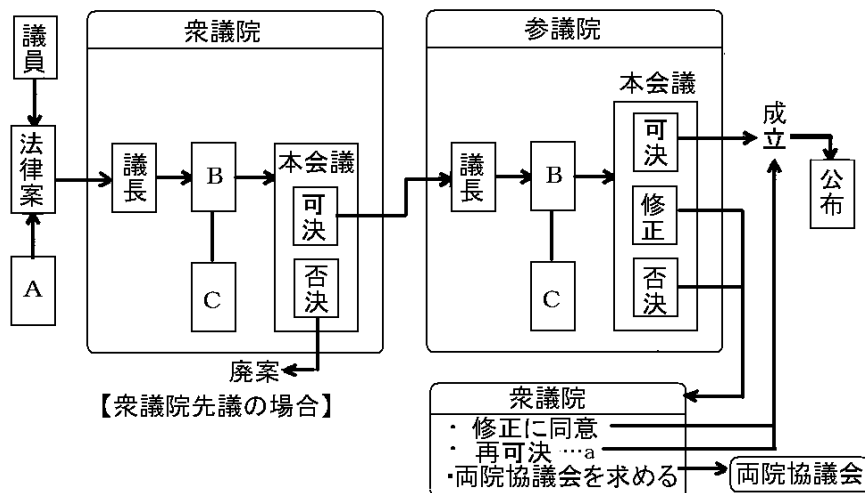 議員
法律案
A
衆議院
議長
B
C
本会議
可決
否決
廃案
【衆議院先議の場合】
参議院
議長
B
C
本会議
可決
修正
否決
成立
公布
衆議院
・ 修正に同意
・ 再可決 …a
・両院協議会を求める
両院協議会